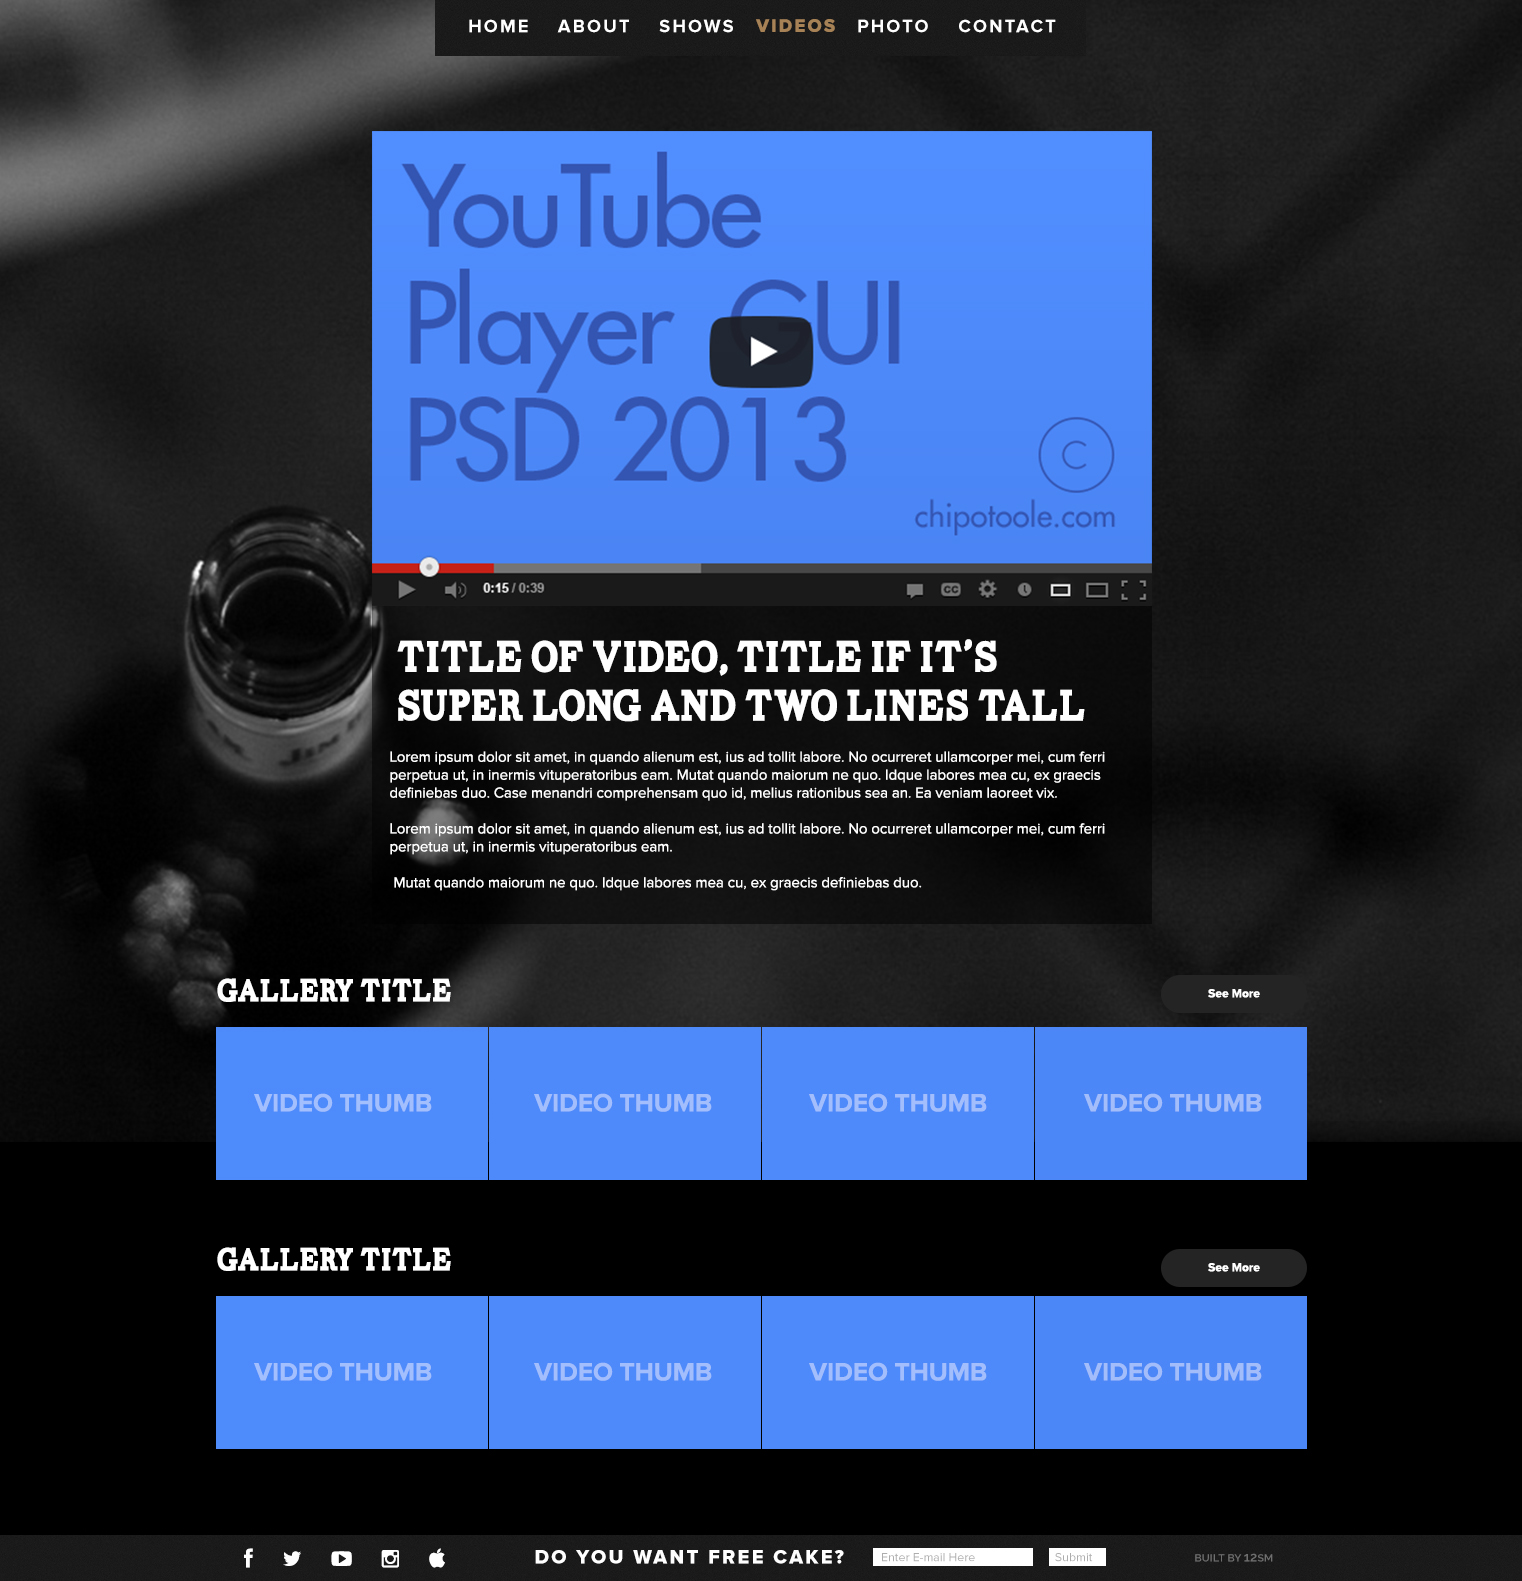 HOME ABOUT SHOWS VIDEOS PHOTO CONTACT
YouTube
Player GUI
PSD 2013
C
chipotoole.com
0:15 / 0:39
CC
TITLE OF VIDEO, TITLE IF IT'S
SUPER LONG AND TWO LINES TALL
Lorem ipsum dolor sit amet, in quando alienum est, ius ad tollit labore. No ocurreret ullamcorper mei, cum ferri
perpetua ut, in inermis vituperatoribus eam. Mutat quando maiorum ne quo. Idque labores mea cu, ex graecis
definiebas duo. Case menandri comprehensam quo id, melius rationibus sea an. Ea veniam laoreet vix.
Lorem ipsum dolor sit amet, in quando alienum est, ius ad tollit labore. No ocurreret ullamcorper mei, cum ferri
perpetua ut, in inermis vituperatoribus eam.
Mutat quando maiorum ne quo. Idque labores mea cu, ex graecis definiebas duo.
GALLERY TITLE See More
VIDEO THUMB VIDEO THUMB VIDEO THUMB VIDEO THUMB
GALLERY TITLE See More
VIDEO THUMB VIDEO THUMB VIDEO THUMB VIDEO THUMB
DO YOU WANT FREE CAKE? Enter E-mail Here Submit BUILT BY 12SM